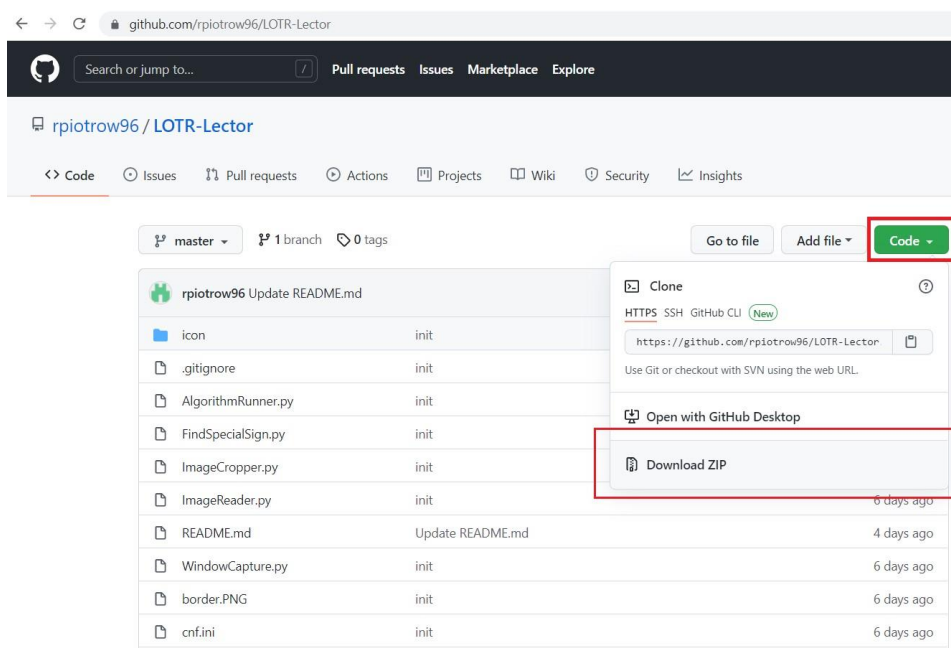 github.com/rpiotrow96/LOTR-Lector
Search or jump to... / Pull requests Issues Marketplace Explore
rpiotrow96 / LOTR-Lector
<> Code Issues Pull requests Actions Projects Wiki Security Insights
master 1 branch 0 tags Go to file Add file Code
rpiotrow96 Update README.md
Clone
HTTPS SSH GitHub CLI New
https://github.com/rpiotrow96/LOTR-Lector
Use Git or checkout with SVN using the web URL.
Open with GitHub Desktop
Download ZIP
icon init
.gitignore init
AlgorithmRunner.py init
FindSpecialSign.py init
ImageCropper.py init
ImageReader.py init 6 days ago
README.md Update README.md 4 days ago
WindowCapture.py init 6 days ago
border.PNG init 6 days ago
cnf.ini init 6 days ago